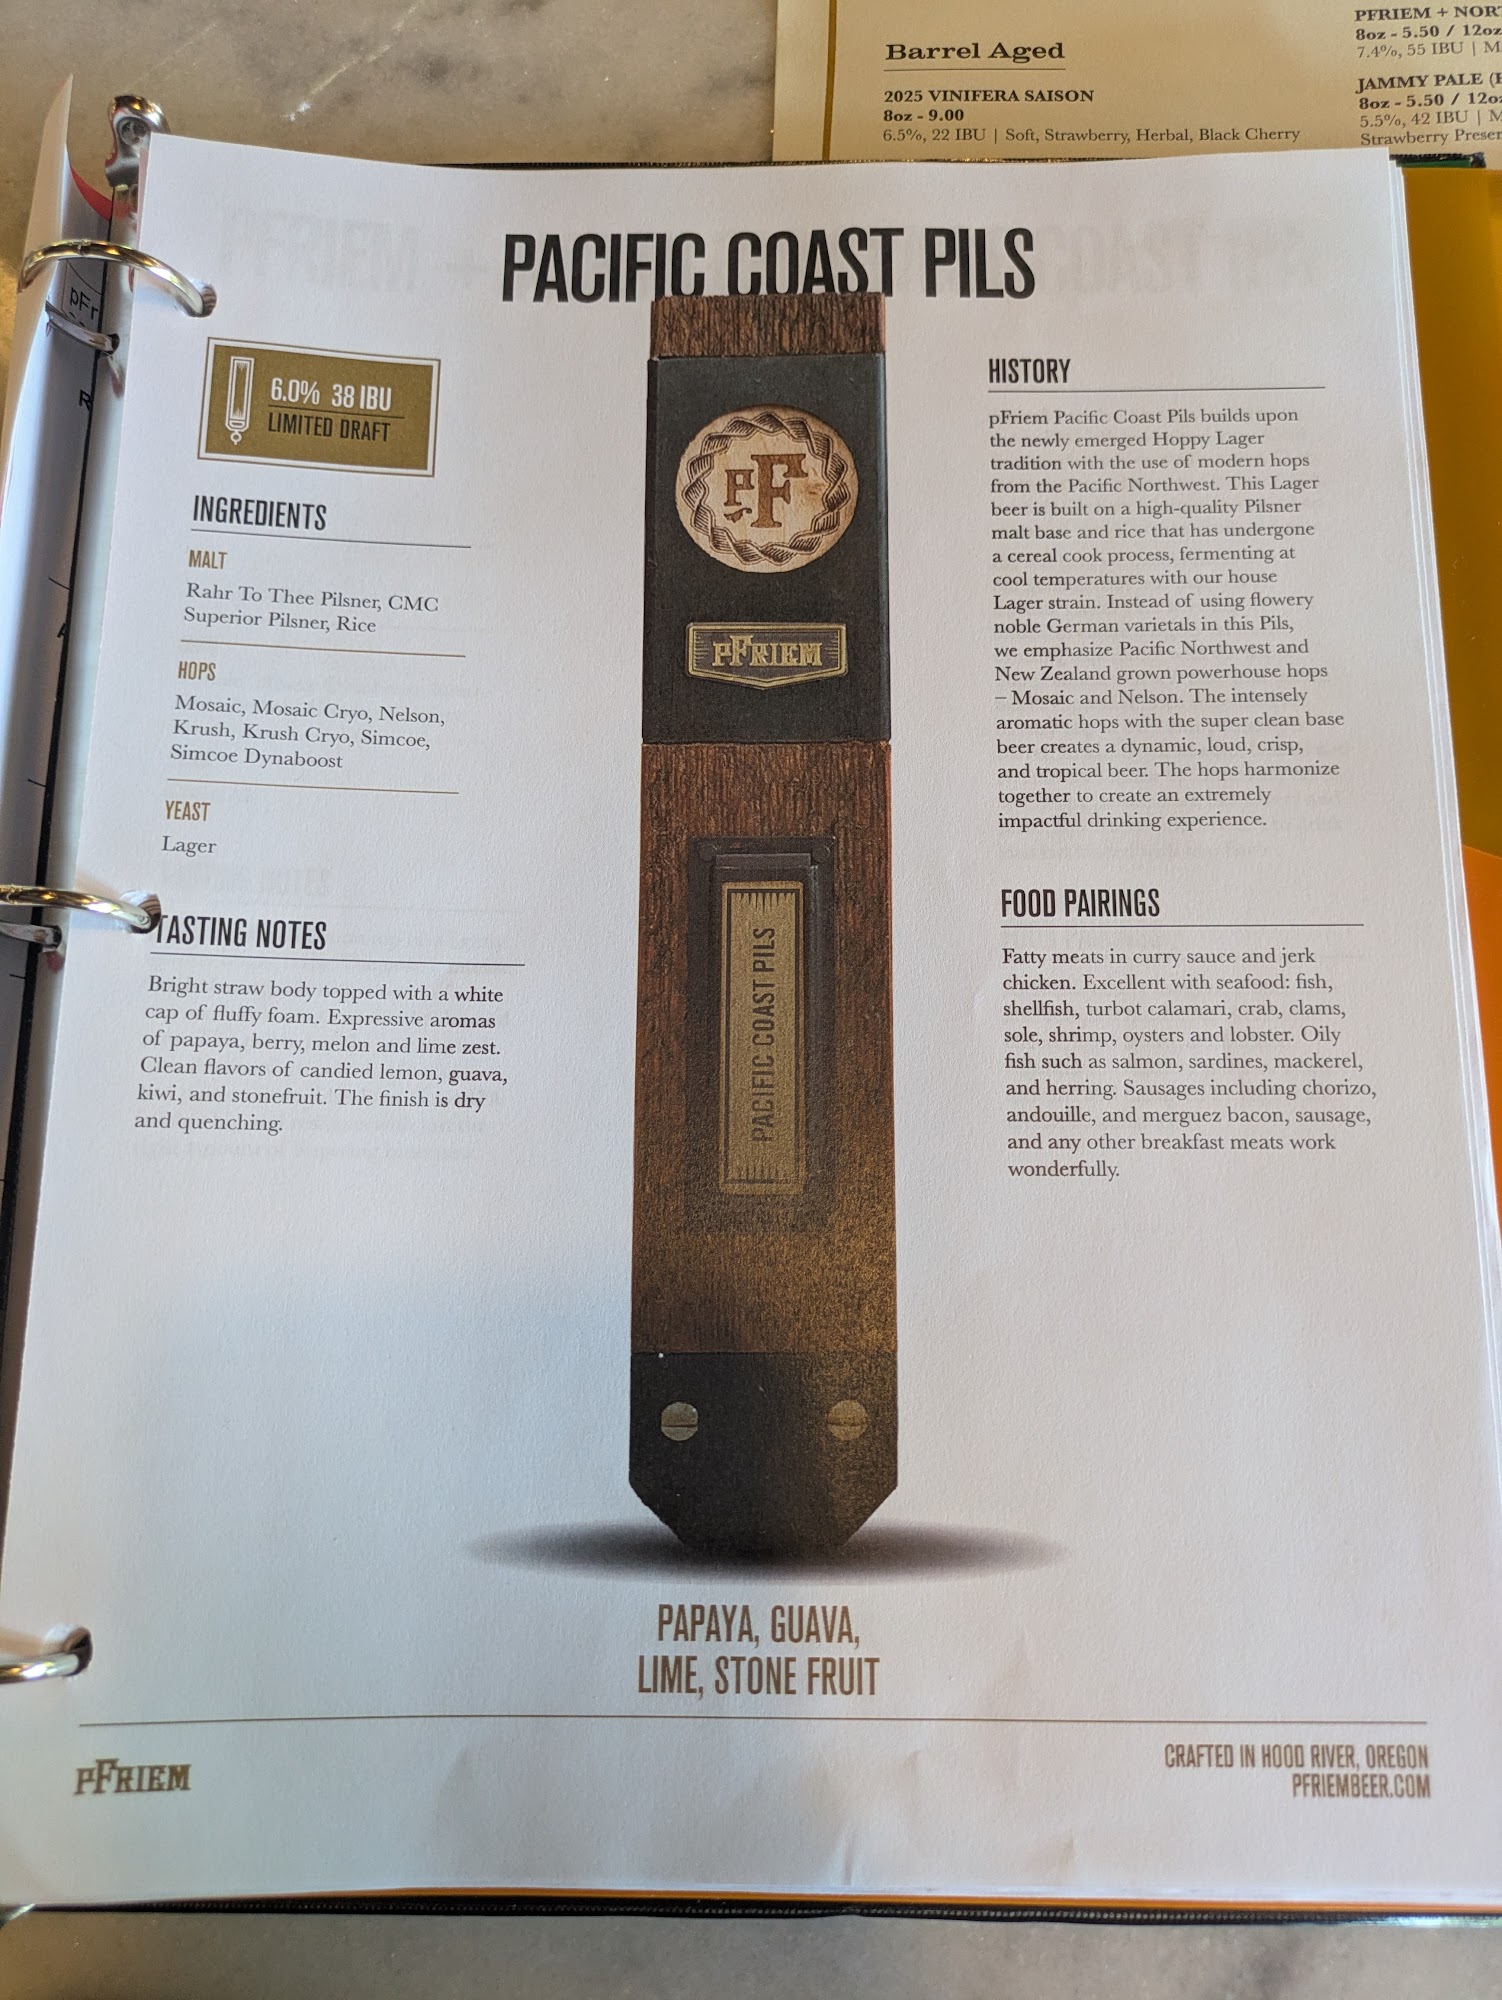 Barrel Aged
2025 VINIFERA SAISON
8oz - 9.00
6.5%, 22 IBU | Soft, Strawberry, Herbal, Black Cherry
PFRIEM +
8oz - 5.50 / 12oz
7.4%, 55 IBU |
JAMMY PALE
8oz - 5.50 / 12oz
5.5%, 42 IBU |
Strawberry
PACIFIC COAST PILS
6.0% 38 IBU
LIMITED DRAFT
INGREDIENTS
MALT
Rahr To Thee Pilsner, CMC
Superior Pilsner, Rice
HOPS
Mosaic, Mosaic Cryo, Nelson,
Krush, Krush Cryo, Simcoe,
Simcoe Dynaboost
YEAST
Lager
TASTING NOTES
Bright straw body topped with a white
cap of fluffy foam. Expressive aromas
of papaya, berry, melon and lime zest.
Clean flavors of candied lemon, guava,
kiwi, and stonefruit. The finish is dry
and quenching.
PF
PFRIEM
PACIFIC COAST PILS
HISTORY
pFriem Pacific Coast Pils builds upon
the newly emerged Hoppy Lager
tradition with the use of modern hops
from the Pacific Northwest. This Lager
beer is built on a high-quality Pilsner
malt base and rice that has undergone
a cereal cook process, fermenting at
cool temperatures with our house
Lager strain. Instead of using flowery
noble German varietals in this Pils,
we emphasize Pacific Northwest and
New Zealand grown powerhouse hops
– Mosaic and Nelson. The intensely
aromatic hops with the super clean base
beer creates a dynamic, loud, crisp,
and tropical beer. The hops harmonize
together to create an extremely
impactful drinking experience.
FOOD PAIRINGS
Fatty meats in curry sauce and jerk
chicken. Excellent with seafood: fish,
shellfish, turbot calamari, crab, clams,
sole, shrimp, oysters and lobster. Oily
fish such as salmon, sardines, mackerel,
and herring. Sausages including chorizo,
andouille, and merguez bacon, sausage,
and any other breakfast meats work
wonderfully.
PAPAYA, GUAVA,
LIME, STONE FRUIT
PFRIEM
CRAFTED IN HOOD RIVER, OREGON
PFRIEMBEER.COM